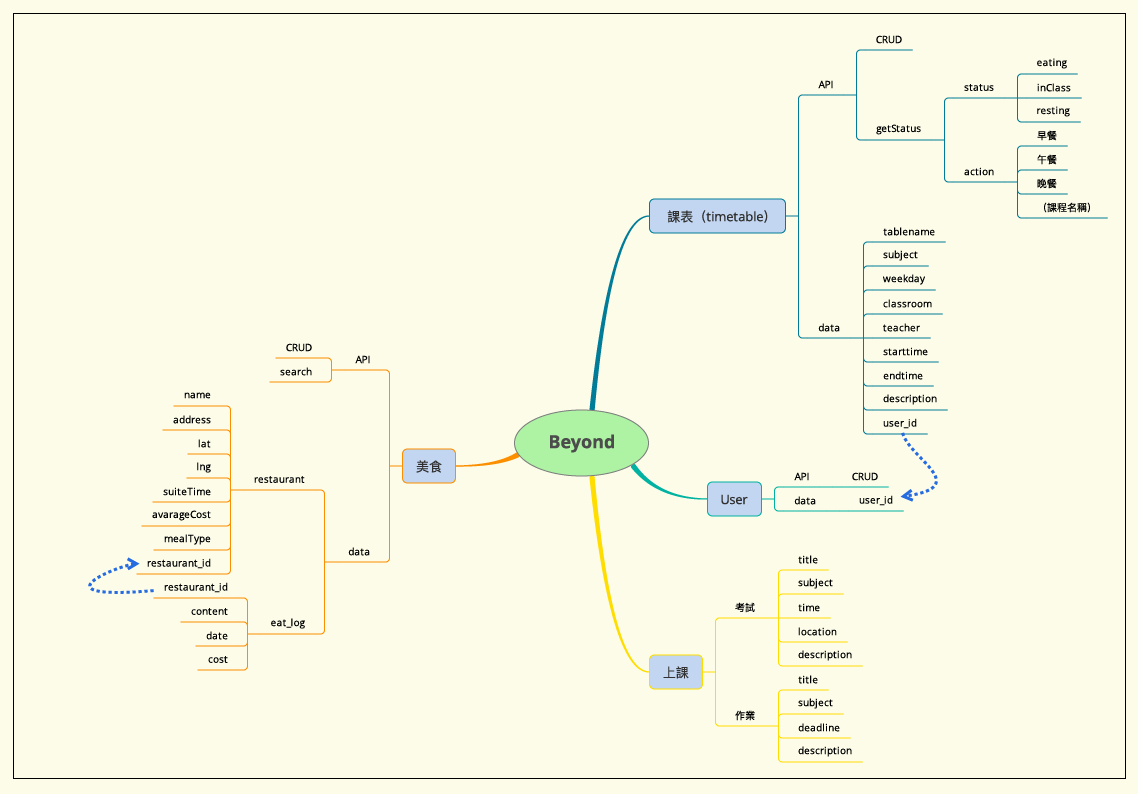 Beyond
課表（timetable）
API
CRUD
getStatus
status
eating
inClass
resting
action
早餐
午餐
晚餐
（課程名稱）
data
tablename
subject
weekday
classroom
teacher
starttime
endtime
description
user_id
User
API
CRUD
data
user_id
上課
考試
title
subject
time
location
description
作業
title
subject
deadline
description
美食
API
CRUD
search
data
restaurant
name
address
lat
lng
suiteTime
avarageCost
mealType
restaurant_id
eat_log
restaurant_id
content
date
cost